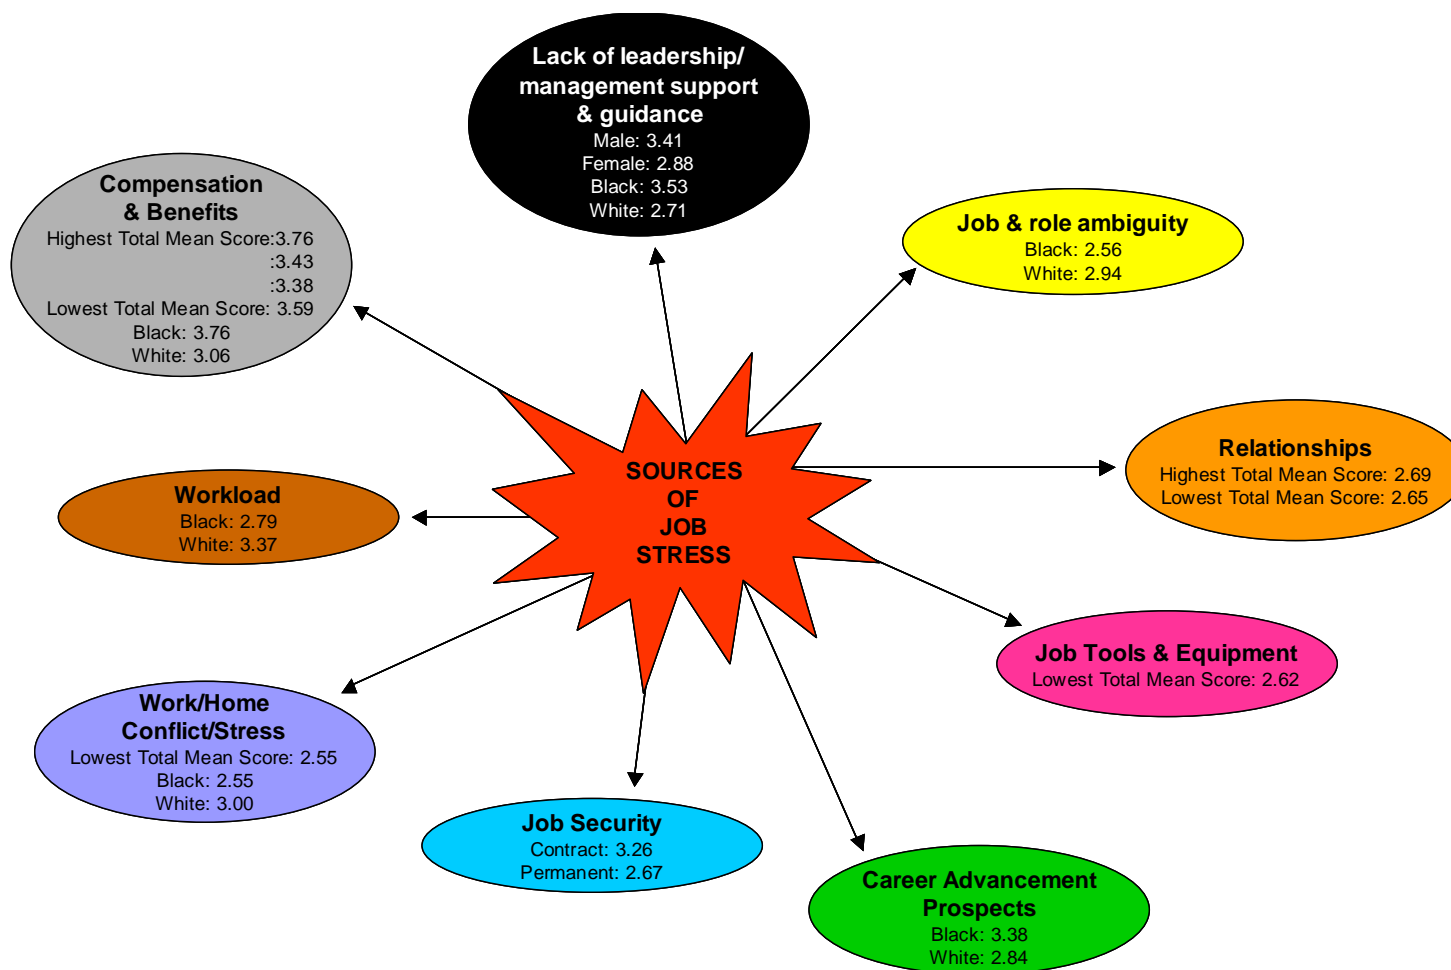 Lack of leadership/
management support
& guidance
Male: 3.41
Female: 2.88
Black: 3.53
White: 2.71
Compensation
& Benefits
Highest Total Mean Score:3.76
:3.43
:3.38
Lowest Total Mean Score: 3.59
Black: 3.76
White: 3.06
Job & role ambiguity
Black: 2.56
White: 2.94
Relationships
Highest Total Mean Score: 2.69
Lowest Total Mean Score: 2.65
SOURCES
OF
JOB
STRESS
Workload
Black: 2.79
White: 3.37
Job Tools & Equipment
Lowest Total Mean Score: 2.62
Work/Home
Conflict/Stress
Lowest Total Mean Score: 2.55
Black: 2.55
White: 3.00
Job Security
Contract: 3.26
Permanent: 2.67
Career Advancement
Prospects
Black: 3.38
White: 2.84